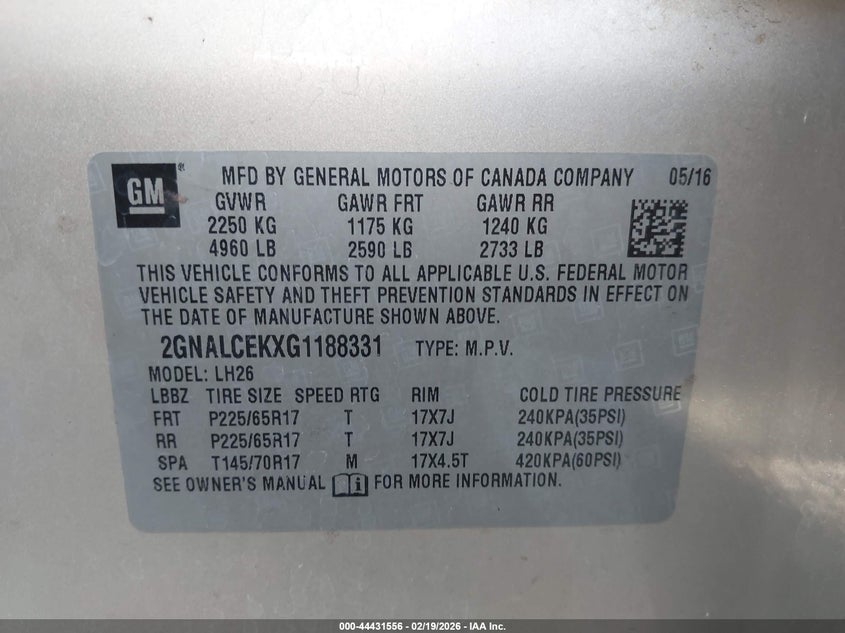 GM ® MFD BY GENERAL MOTORS OF CANADA COMPANY 05/16
GVWR GAWR FRT GAWR RR
2250 KG 1175 KG 1240 KG
4960 LB 2590 LB 2733 LB
THIS VEHICLE CONFORMS TO ALL APPLICABLE U.S. FEDERAL MOTOR
VEHICLE SAFETY AND THEFT PREVENTION STANDARDS IN EFFECT ON
THE DATE OF MANUFACTURE SHOWN ABOVE.
2GNALCEKXG1188331 TYPE: M.P.V.
MODEL: LH26
LBBZ TIRE SIZE SPEED RTG RIM COLD TIRE PRESSURE
FRT P225/65R17 T 17X7J 240KPA(35PSI)
RR P225/65R17 T 17X7J 240KPA(35PSI)
SPA T145/70R17 M 17X4.5T 420KPA(60PSI)
SEE OWNER'S MANUAL i FOR MORE INFORMATION.
000-44431556 - 02/19/2026 - IAA Inc.